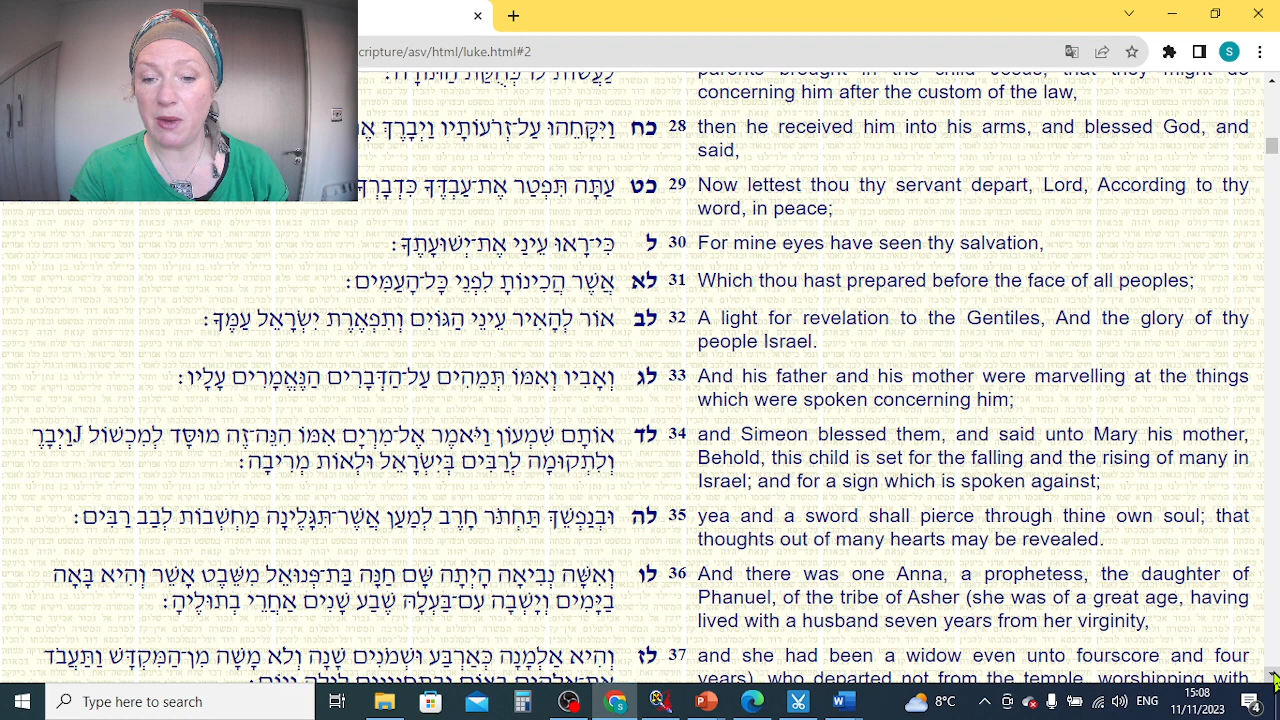 cripture/asv/html/luke.html#2
S
concerning him after the custom of the law,
וַיִּקָּחֵהוּ עַל־זְרֹעוֹתָיו וַיְבָרֶךְ כח
28 then he received him into his arms, and blessed God, and
said,
עַתָּה תִּפְטַר אֶת־עַבְדְּךָ כִּדְבָרְךָ כט
29 Now lettest thou thy servant depart, Lord, According to thy
word, in peace;
כִּי־רָאוּ עֵינַי אֶת־יְשׁוּעָתֶךָ׃ ל
30 For mine eyes have seen thy salvation,
אֲשֶׁר הֲכִינוֹתָ לִפְנֵי כָּל־הָעַמִּים׃ לא
31 Which thou hast prepared before the face of all peoples;
אוֹר לְהָאִיר עֵינֵי הַגּוֹיִם וְתִפְאֶרֶת יִשְׂרָאֵל עַמֶּךָ׃ לב
32 A light for revelation to the Gentiles, And the glory of thy
people Israel.
וְאָבִיו וְאִמּוֹ תְּמֵהִים עַל־הַדְּבָרִים הַנֶּאֱמָרִים עָלָיו׃ לג
33 And his father and his mother were marvelling at the things
which were spoken concerning him;
אוֹתָם שִׁמְעוֹן וַיֹּאמֶר אֶל־מִרְיָם אִמּוֹ הִנֵּה־זֶה מוּסָד לְמִכְשׁוֹל Jוַיְבָרֶ לד
וְלִתְקוּמָה לְרַבִּים בְּיִשְׂרָאֵל וּלְאוֹת מְרִיבָה׃
34 and Simeon blessed them, and said unto Mary his mother,
Behold, this child is set for the falling and the rising of many in
Israel; and for a sign which is spoken against;
וּבְנַפְשֵׁךְ תַּחְתֹּר חָרֶב לְמַעַן אֲשֶׁר־תִּגָּלֶינָה מַחְשְׁבוֹת לְבַב רַבִּים׃ לה
35 yea and a sword shall pierce through thine own soul; that
thoughts out of many hearts may be revealed.
וְאִשָּׁה נְבִיאָה הָיְתָה שָּׁם חַנָּה בַת־פְּנוּאֵל מִשֵּׁבֶט אָשֵׁר וְהִיא בָּאָה לו
בַיָּמִים וְיָשְׁבָה עִם־בַּעְלָהּ שֶׁבַע שָׁנִים אַחֲרֵי בְתוּלֶיהָ׃
36 And there was one Anna, a prophetess, the daughter of
Phanuel, of the tribe of Asher (she was of a great age, having
lived with a husband seven years from her virginity,
וְהִיא אַלְמָנָה כְּאַרְבַּע וּשְׁמֹנִים שָׁנָה וְלֹא מָשָׁה מִן־הַמִּקְדָּשׁ וַתַּעֲבֹד לז
37 and she had been a widow even unto fourscore and four
years), who departed not from the temple, worshipping with
Type here to search
8°C
ENG
15:08
11/11/2023
4